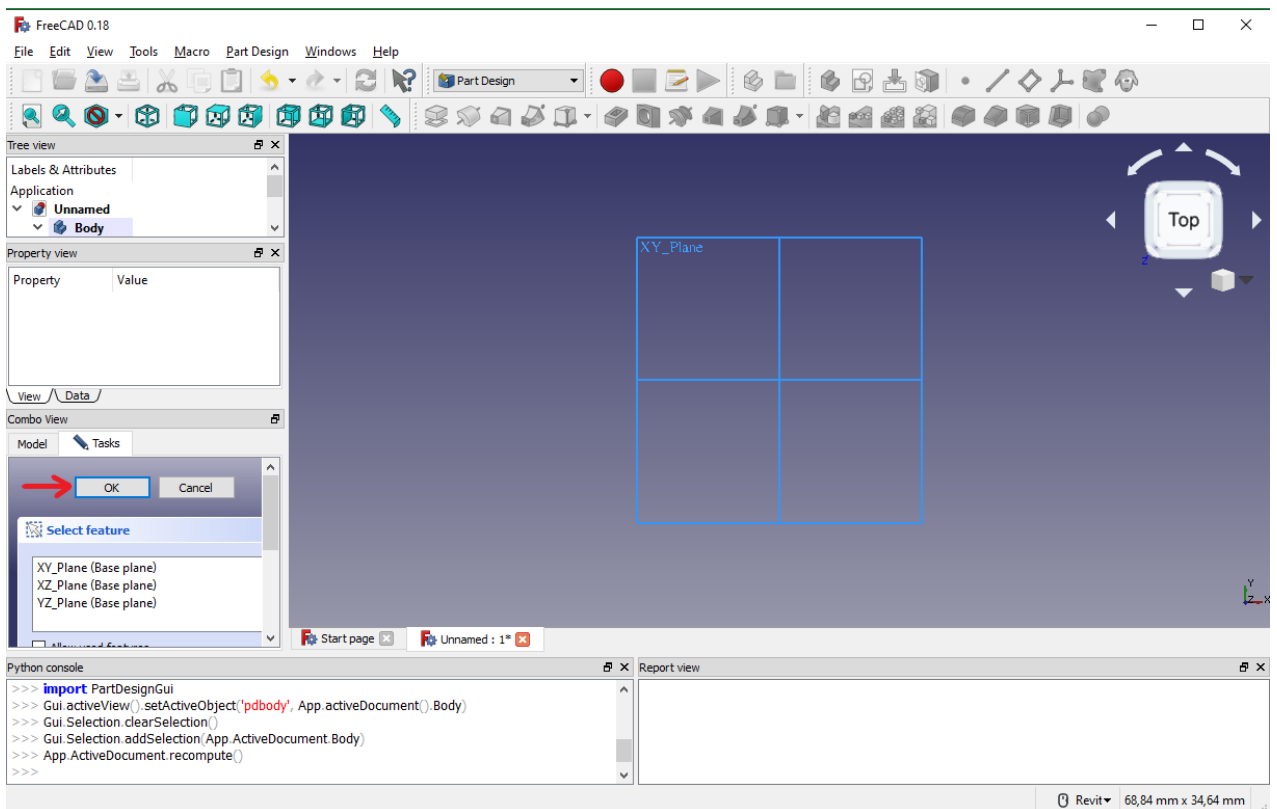 FreeCAD 0.18
File Edit View Tools Macro Part Design Windows Help
Part Design
Tree view
Labels & Attributes
Application
Unnamed
Body
Property view
Property Value
View Data
Combo View
Model Tasks
OK Cancel
Select feature
XY_Plane (Base plane)
XZ_Plane (Base plane)
YZ_Plane (Base plane)
Allow used features
XY_Plane
Top
Z
Y
Z X
Start page Unnamed : 1*
Python console
>>> import PartDesignGui
>>> Gui.activeView().setActiveObject('pdbody', App.activeDocument().Body)
>>> Gui.Selection.clearSelection()
>>> Gui.Selection.addSelection(App.ActiveDocument.Body)
>>> App.ActiveDocument.recompute()
>>>
Report view
Revit 68,84 mm x 34,64 mm